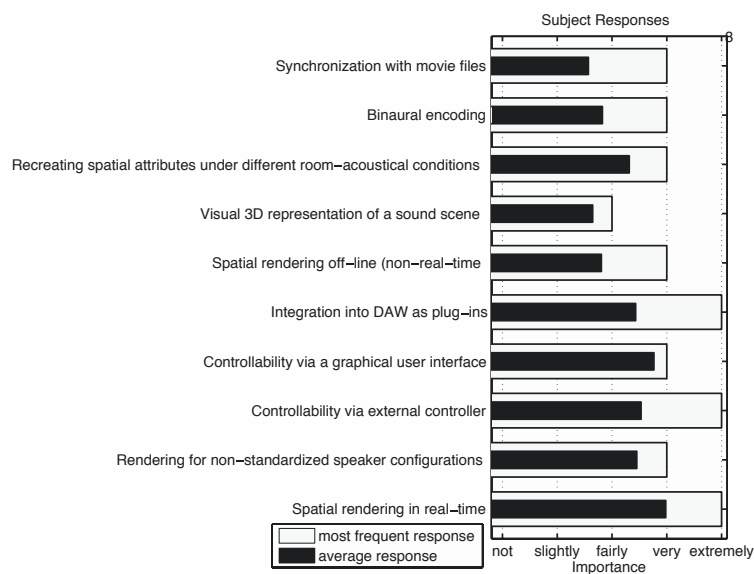 Subject Responses
8
Synchronization with movie files
Binaural encoding
Recreating spatial attributes under different room-acoustical conditions
Visual 3D representation of a sound scene
Spatial rendering off-line (non-real-time
Integration into DAW as plug-ins
Controllability via a graphical user interface
Controllability via external controller
Rendering for non-standardized speaker configurations
Spatial rendering in real-time
most frequent response
average response
not slightly fairly very extremely
Importance